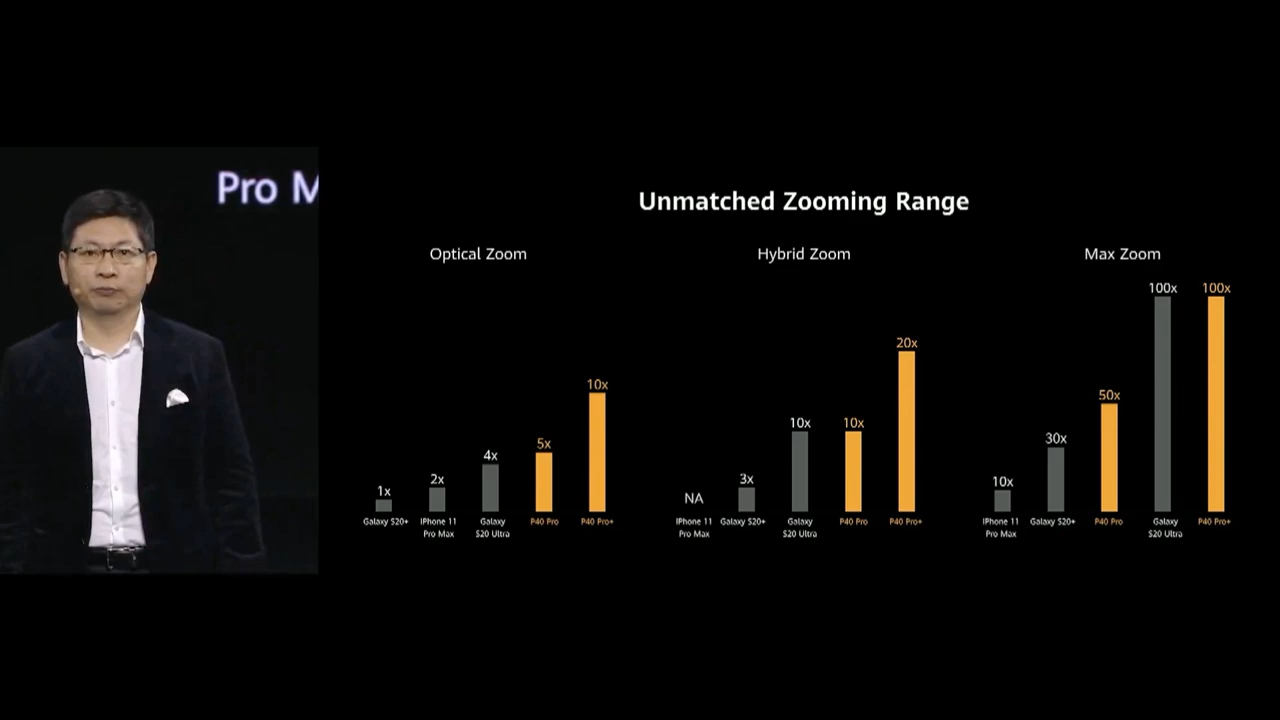 Pro M
Unmatched Zooming Range
Optical Zoom
1x
2x
4x
5x
10x
Galaxy S20+
IPhone 11
Pro Max
Galaxy
S20 Ultra
P40 Pro
P40 Pro+
Hybrid Zoom
NA
3x
10x
10x
20x
IPhone 11
Pro Max
Galaxy S20+
Galaxy
S20 Ultra
P40 Pro
P40 Pro+
Max Zoom
10x
30x
50x
100x
100x
IPhone 11
Pro Max
Galaxy S20+
P40 Pro
Galaxy
S20 Ultra
P40 Pro+